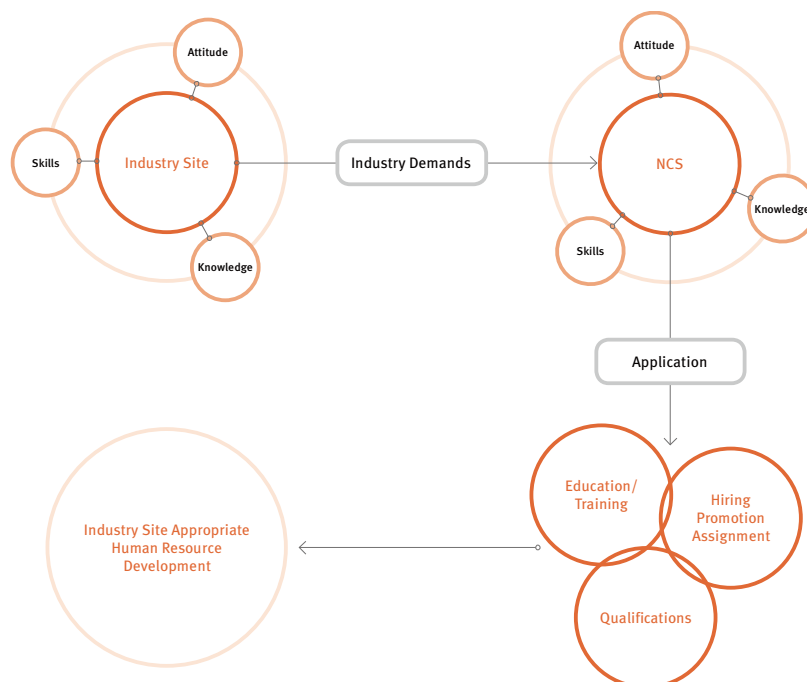 Attitude
Skills
Industry Site
Knowledge
Industry Demands
Attitude
NCS
Knowledge
Skills
Application
Education/
Training
Hiring
Promotion
Assignment
Qualifications
Industry Site Appropriate
Human Resource
Development